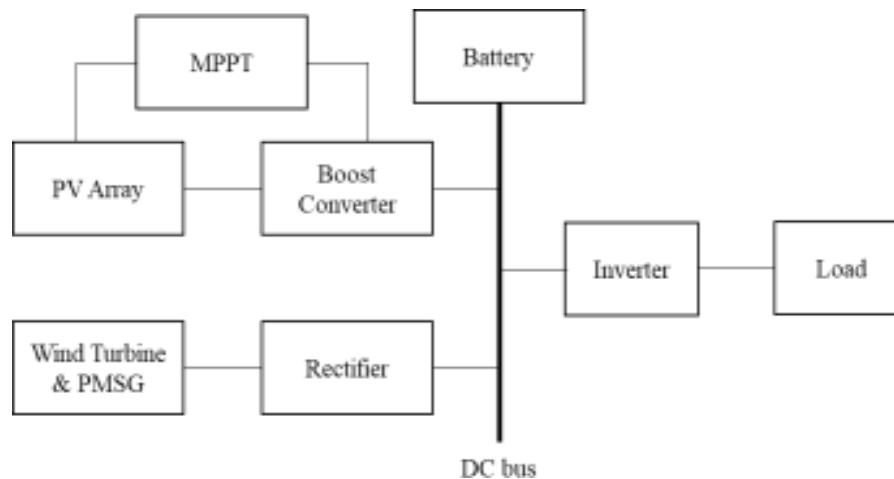 MPPT
Battery
PV Array
Boost
Converter
Inverter
Load
Wind Turbine
& PMSG
Rectifier
DC bus